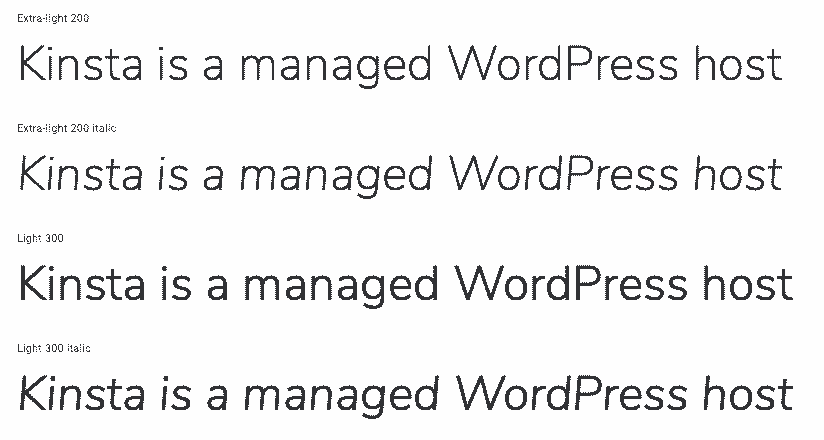 Extra-light 200
Kinsta is a managed WordPress host
Extra-light 200 italic
Kinsta is a managed WordPress host
Light 300
Kinsta is a managed WordPress host
Light 300 italic
Kinsta is a managed WordPress host